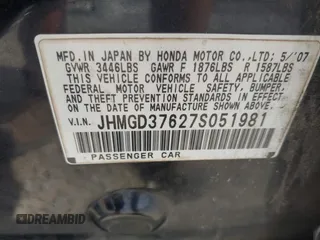 MFD. IN JAPAN BY HONDA MOTOR CO.,LTD: 5/'07
GVWR 3446LBS GAWR F 1876LBS R 1587LBS
THIS VEHICLE CONFORMS TO ALL APPLICABLE
FEDERAL MOTOR VEHICLE SAFETY, BUMPER,
AND THEFT PREVENTION STANDARDS IN EFFECT ON THE
DATE OF MANUFACTURE SHOWN ABOVE.
V.I.N. JHMGD37627S051981
PASSENGER CAR
DREAMBID